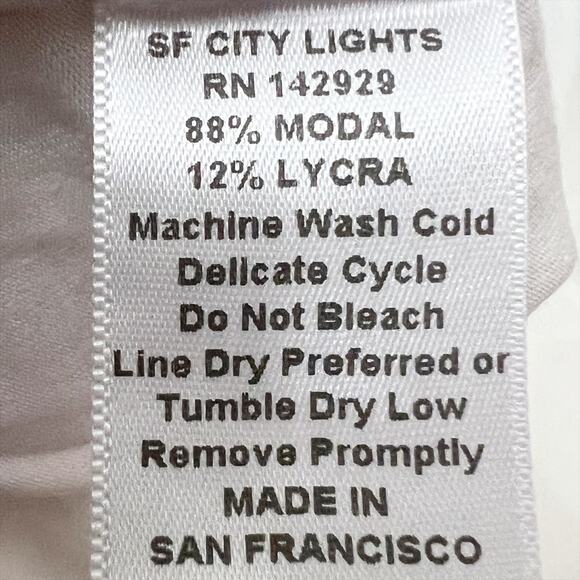 SF CITY LIGHTS
RN 142929
88% MODAL
12% LYCRA
Machine Wash Cold
Delicate Cycle
Do Not Bleach
Line Dry Preferred or
Tumble Dry Low
Remove Promptly
MADE IN
SAN FRANCISCO